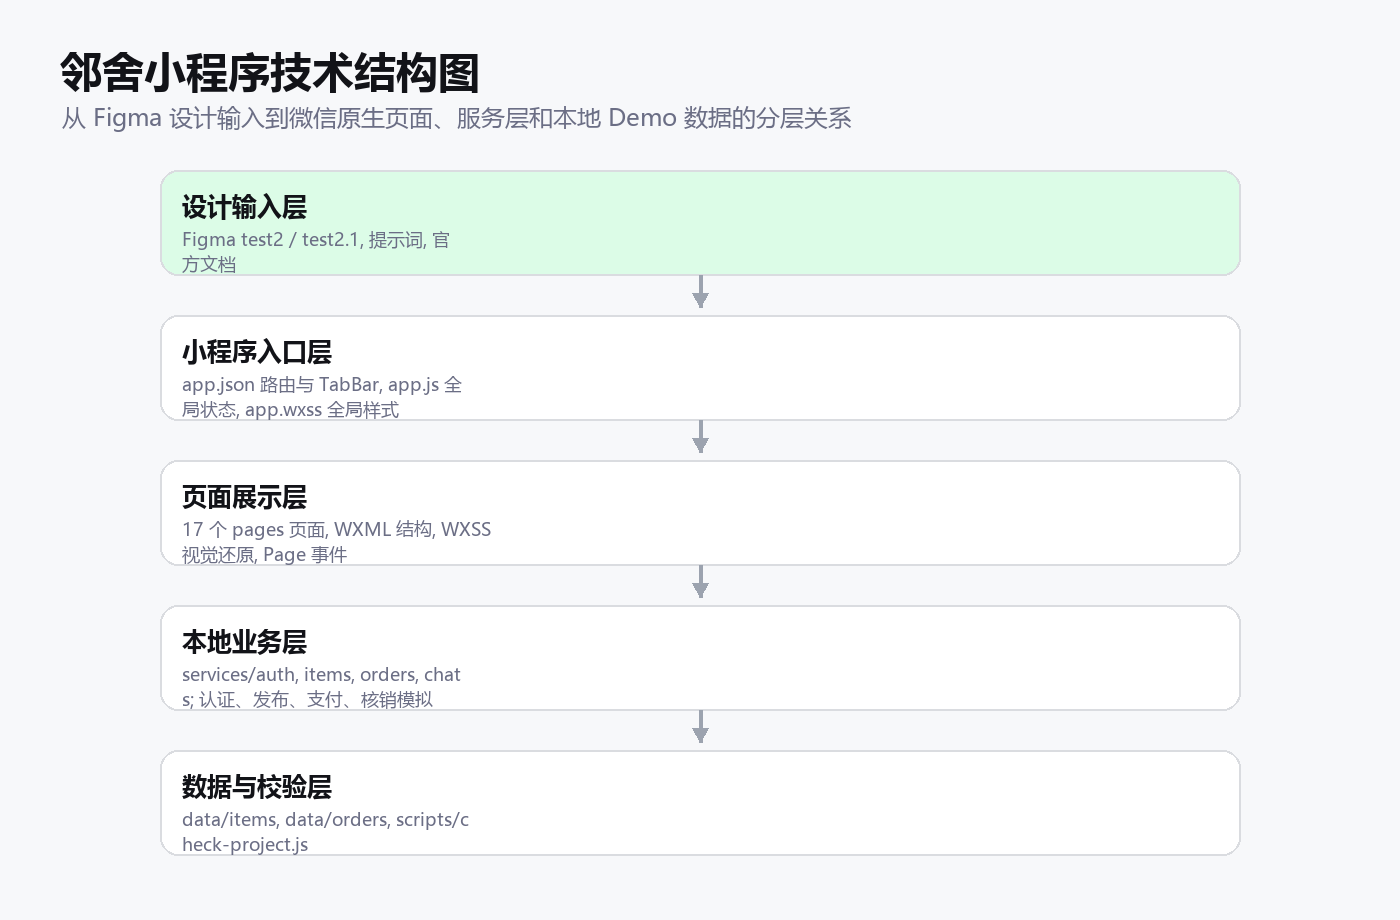 邻舍小程序技术结构图
从 Figma 设计输入到微信原生页面、服务层和本地 Demo 数据的分层关系
设计输入层
Figma test2 / test2.1, 提示词, 官
方文档
小程序入口层
app.json 路由与 TabBar, app.js 全
局状态, app.wxss 全局样式
页面展示层
17 个 pages 页面, WXML 结构, WXSS
视觉还原, Page 事件
本地业务层
services/auth, items, orders, chat
s; 认证、发布、支付、核销模拟
数据与校验层
data/items, data/orders, scripts/c
heck-project.js